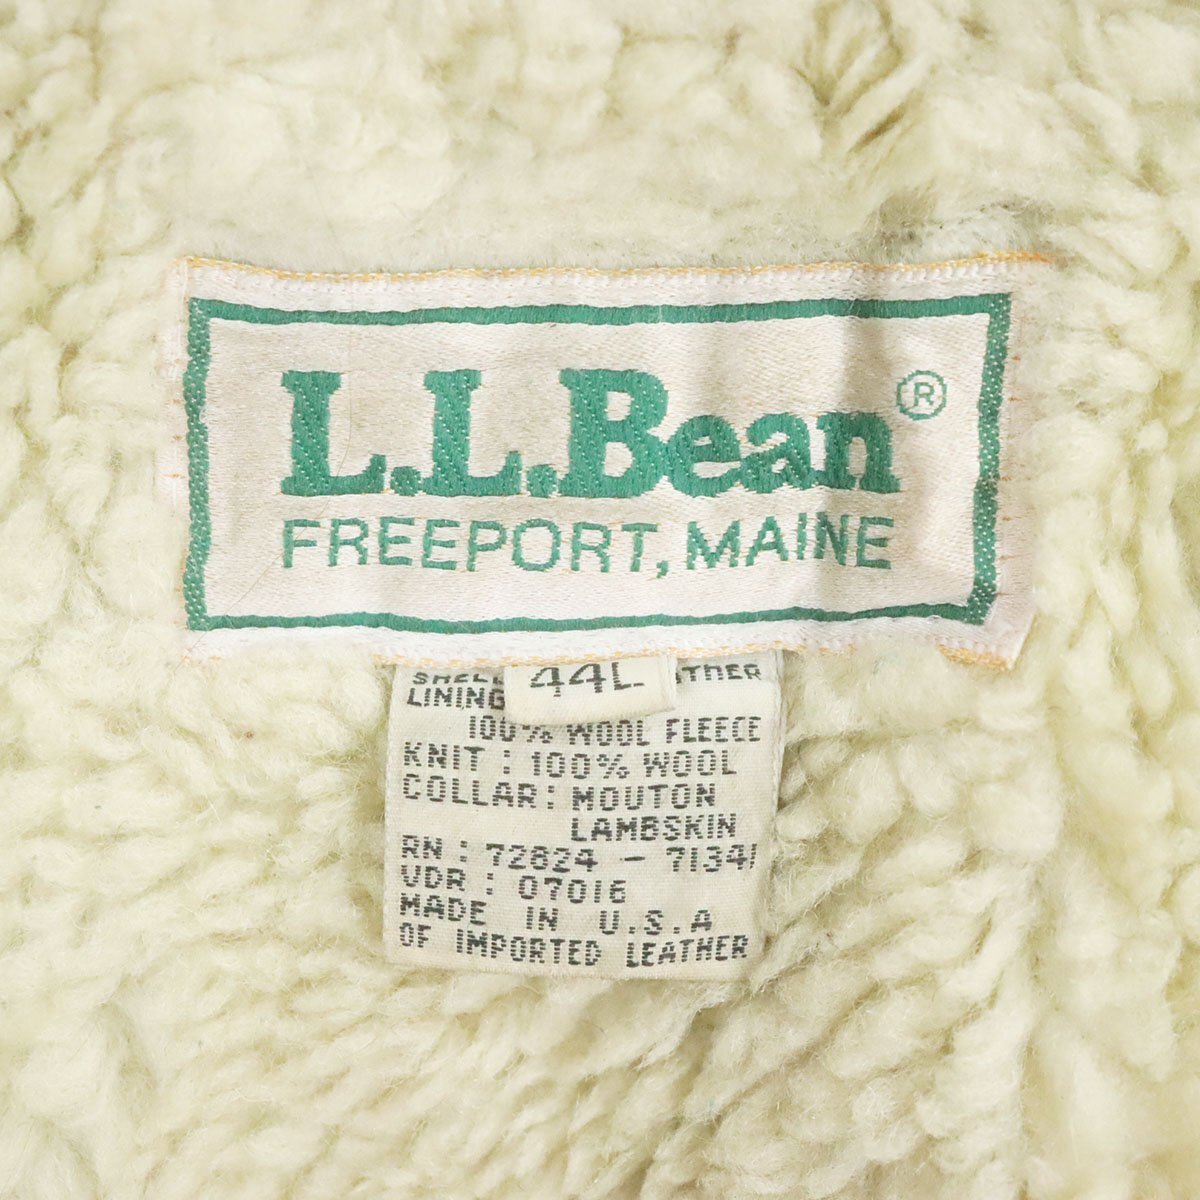 L.L.Bean®
FREEPORT, MAINE
44L
LINING
100% WOOL FLEECE
KNIT : 100% WOOL
COLLAR : MOUTON
LAMBSKIN
RN : 72824 - 71341
VDR : 07016
MADE IN U.S.A
OF IMPORTED LEATHER